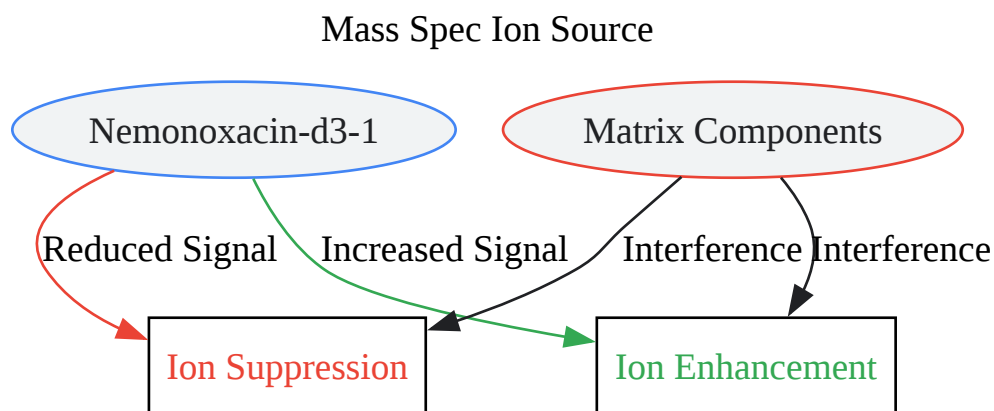 Mass Spec Ion Source
Nemonoxacin-d3-1
Matrix Components
Reduced Signal
Increased Signal
Interference
Interference
Ion Suppression
Ion Enhancement